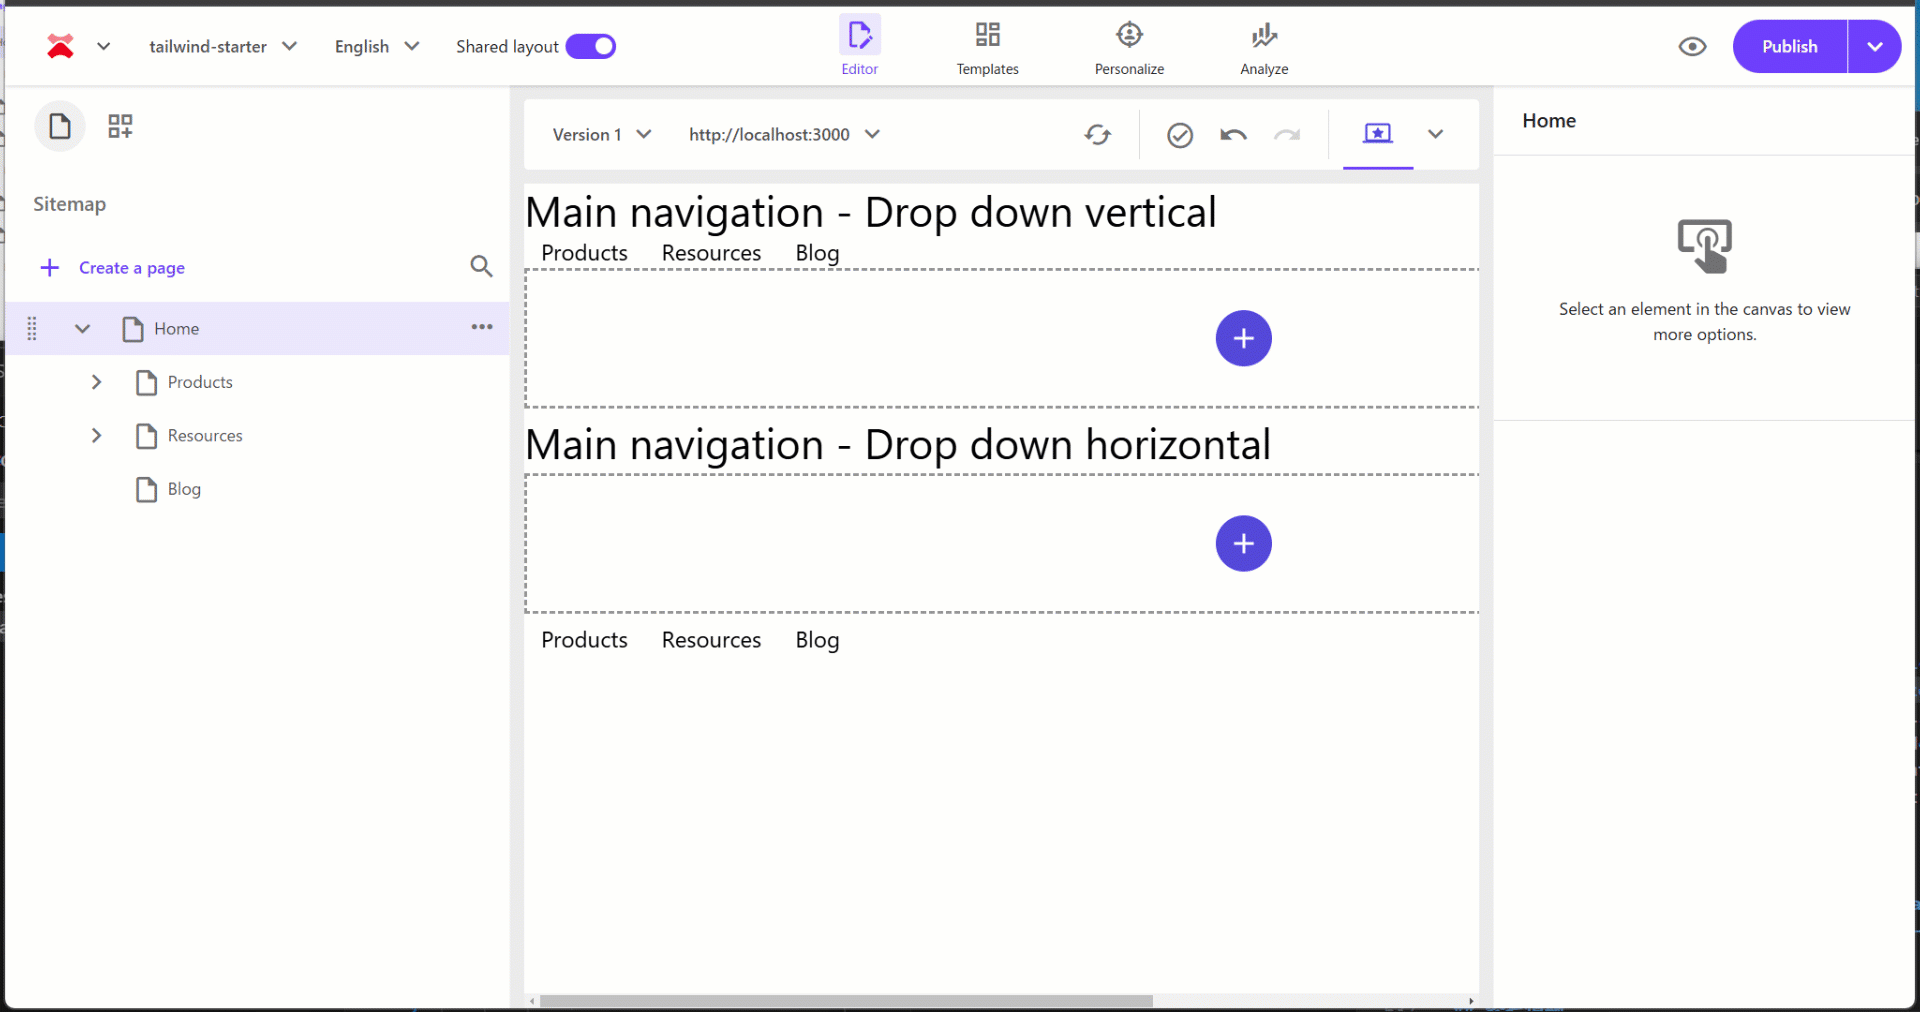 tailwind-starter
English
Shared layout
Editor
Templates
Personalize
Analyze
Publish
Sitemap
Create a page
Home
Products
Resources
Blog
Version 1
http://localhost:3000
Main navigation - Drop down vertical
Products Resources Blog
Main navigation - Drop down horizontal
Products Resources Blog
Home
Select an element in the canvas to view
more options.